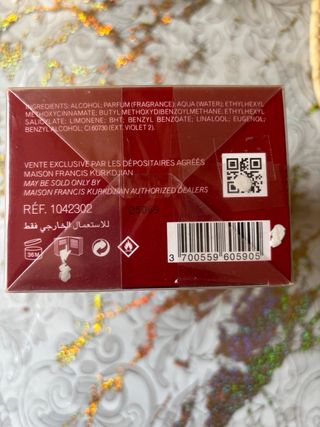 INGREDIENTS: ALCOHOL; PARFUM (FRAGRANCE); AQUA (WATER); ETHYLHEXYL
METHOXYCINNAMATE; BUTYL METHOXYDIBENZOYLMETHANE; ETHYLHEXYL
SALICYLATE; LIMONENE; BHT; BENZYL BENZOATE; LINALOOL; EUGENOL;
BENZYL ALCOHOL; CI 60730 (EXT. VIOLET 2).
VENTE EXCLUSIVE PAR LES DÉPOSITAIRES AGRÉÉS
MAISON FRANCIS KURKDJIAN
MAY BE SOLD ONLY BY
MAISON FRANCIS KURKDJIAN AUTHORIZED DEALERS
RÉF. 1042302
للاستعمال الخارجي فقط
36M
3 700559 605905